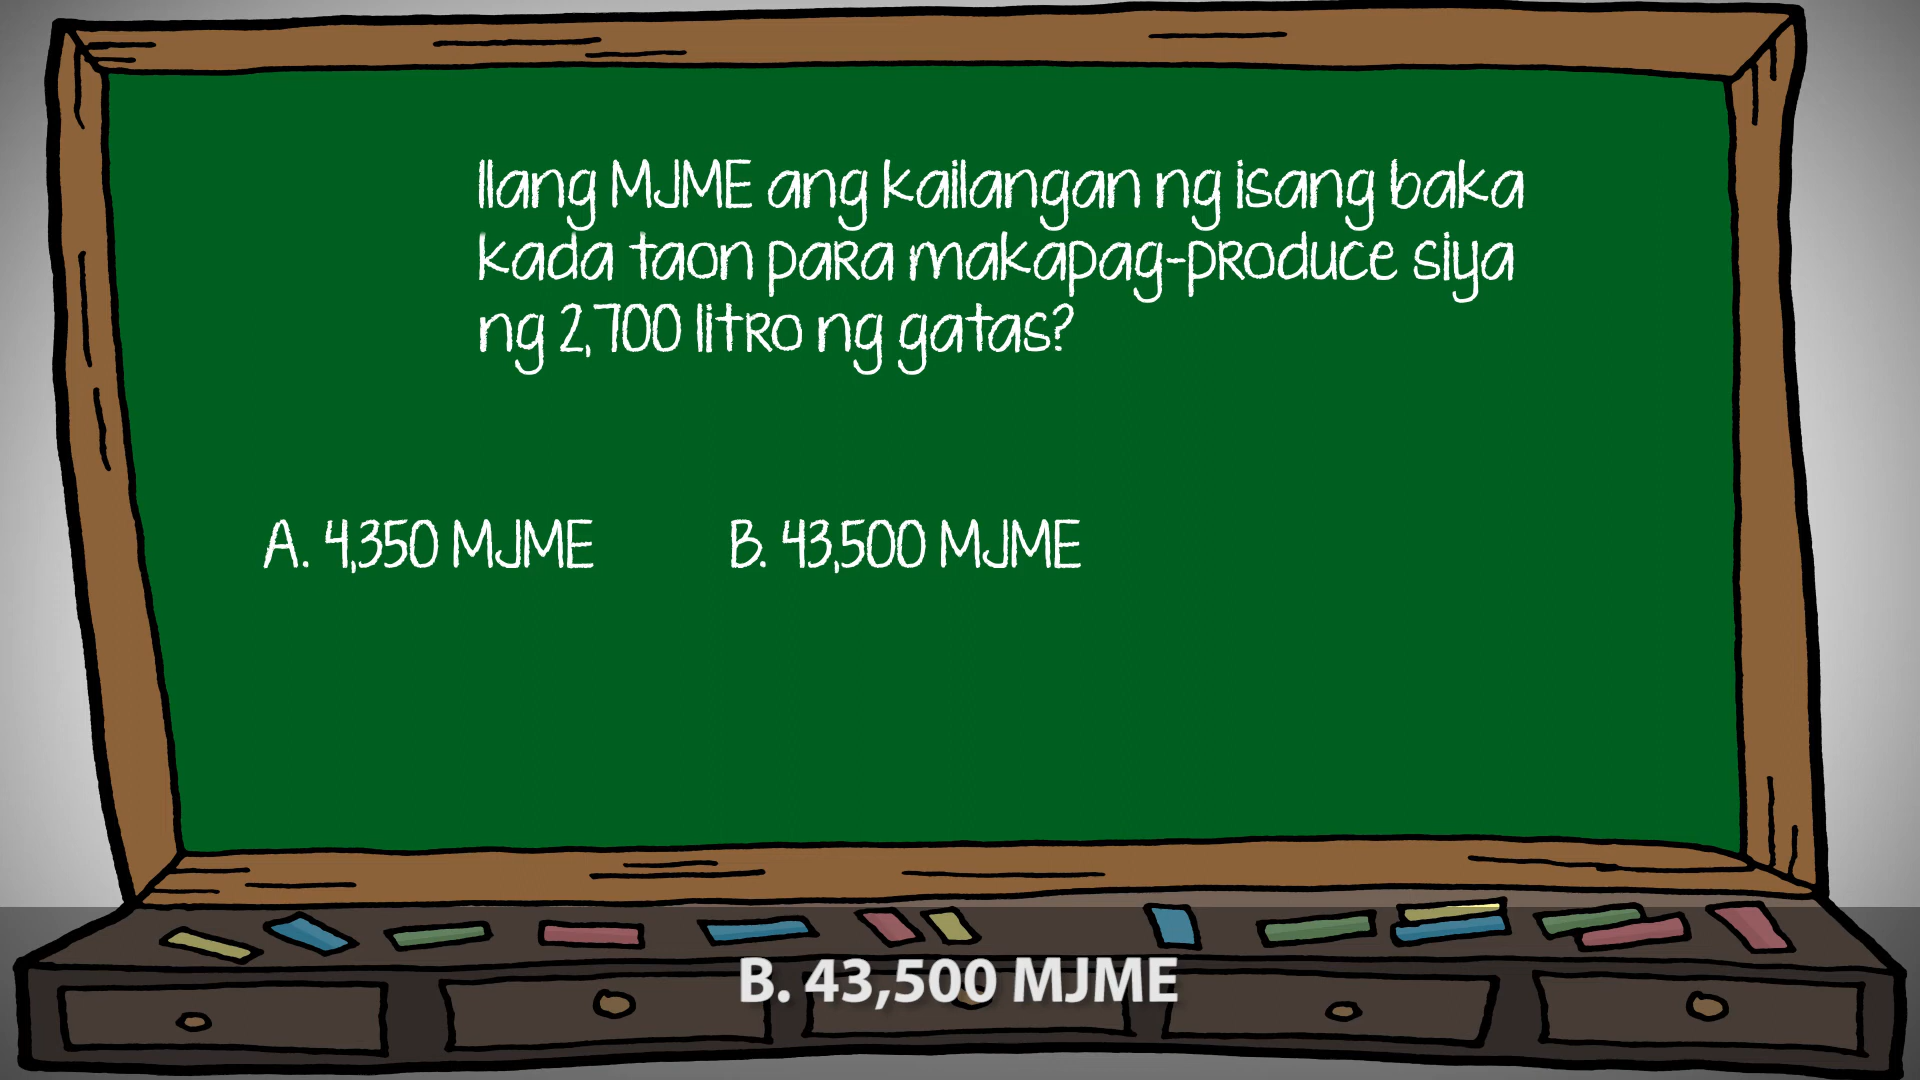 Ilang MJME ang kailangan ng isang baka
kada taon para makapag-produce siya
ng 2,700 litro ng gatas?
A. 4,350 MJME B. 43,500 MJME
B. 43,500 MJME